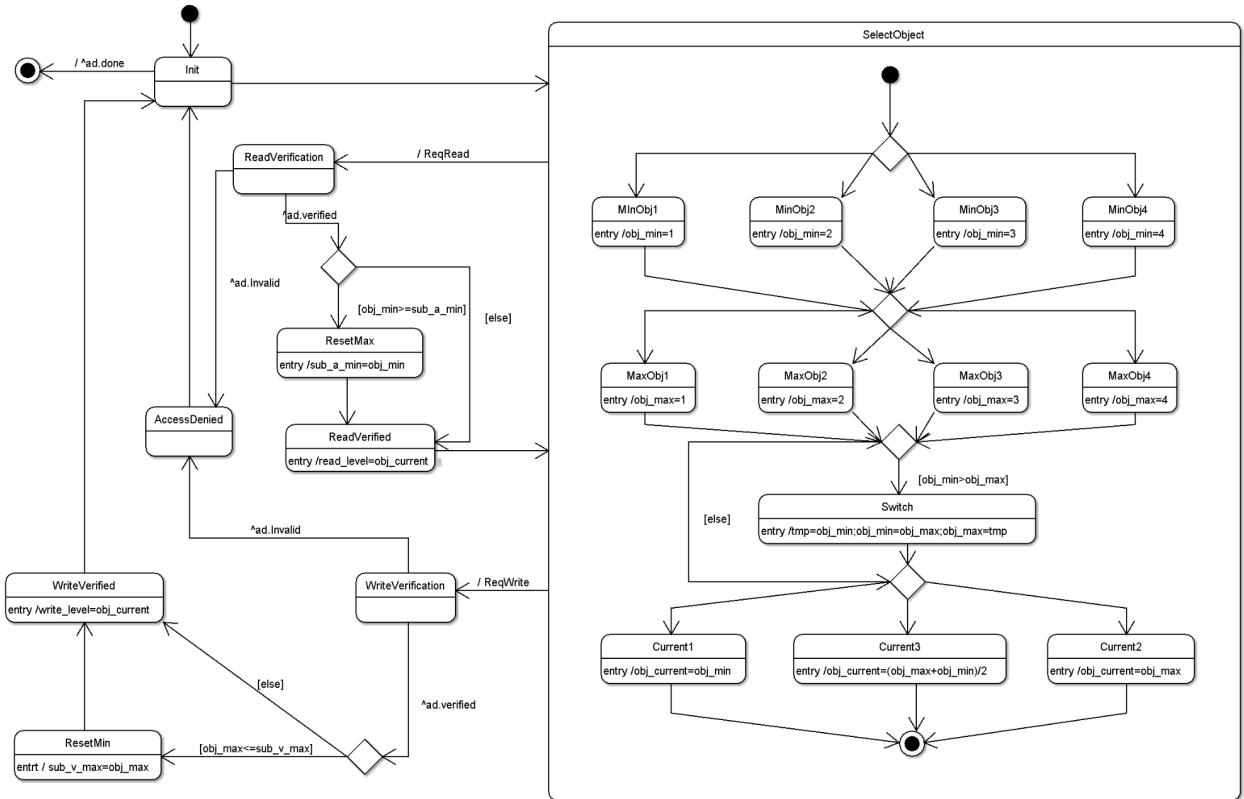 SelectObject
/ ^ad.done
Init
ReadVerification
/ ReqRead
^ad.verified
^ad.Invalid
[obj_min>=sub_a_min]
[else]
ResetMax
entry /sub_a_min=obj_min
AccessDenied
ReadVerified
entry /read_level=obj_current
^ad.Invalid
WriteVerified
entry /write_level=obj_current
WriteVerification
/ ReqWrite
[else]
^ad.verified
[obj_max<=sub_v_max]
ResetMin
entrt / sub_v_max=obj_max
MInObj1
entry /obj_min=1
MinObj2
entry /obj_min=2
MinObj3
entry /obj_min=3
MinObj4
entry /obj_min=4
MaxObj1
entry /obj_max=1
MaxObj2
entry /obj_max=2
MaxObj3
entry /obj_max=3
MaxObj4
entry /obj_max=4
[obj_min>obj_max]
[else]
Switch
entry /tmp=obj_min;obj_min=obj_max;obj_max=tmp
Current1
entry /obj_current=obj_min
Current3
entry /obj_current=(obj_max+obj_min)/2
Current2
entry /obj_current=obj_max